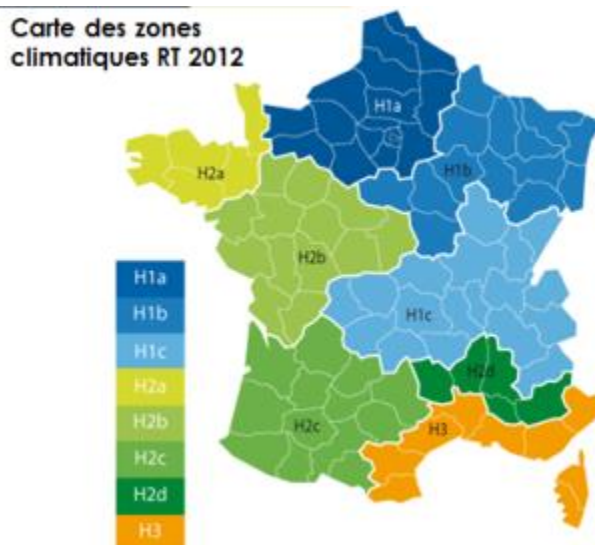 Carte des zones
climatiques RT 2012
H1a
H2a
H1b
H2b
H1c
H2d
H2c
H3
H1a
H1b
H1c
H2a
H2b
H2c
H2d
H3